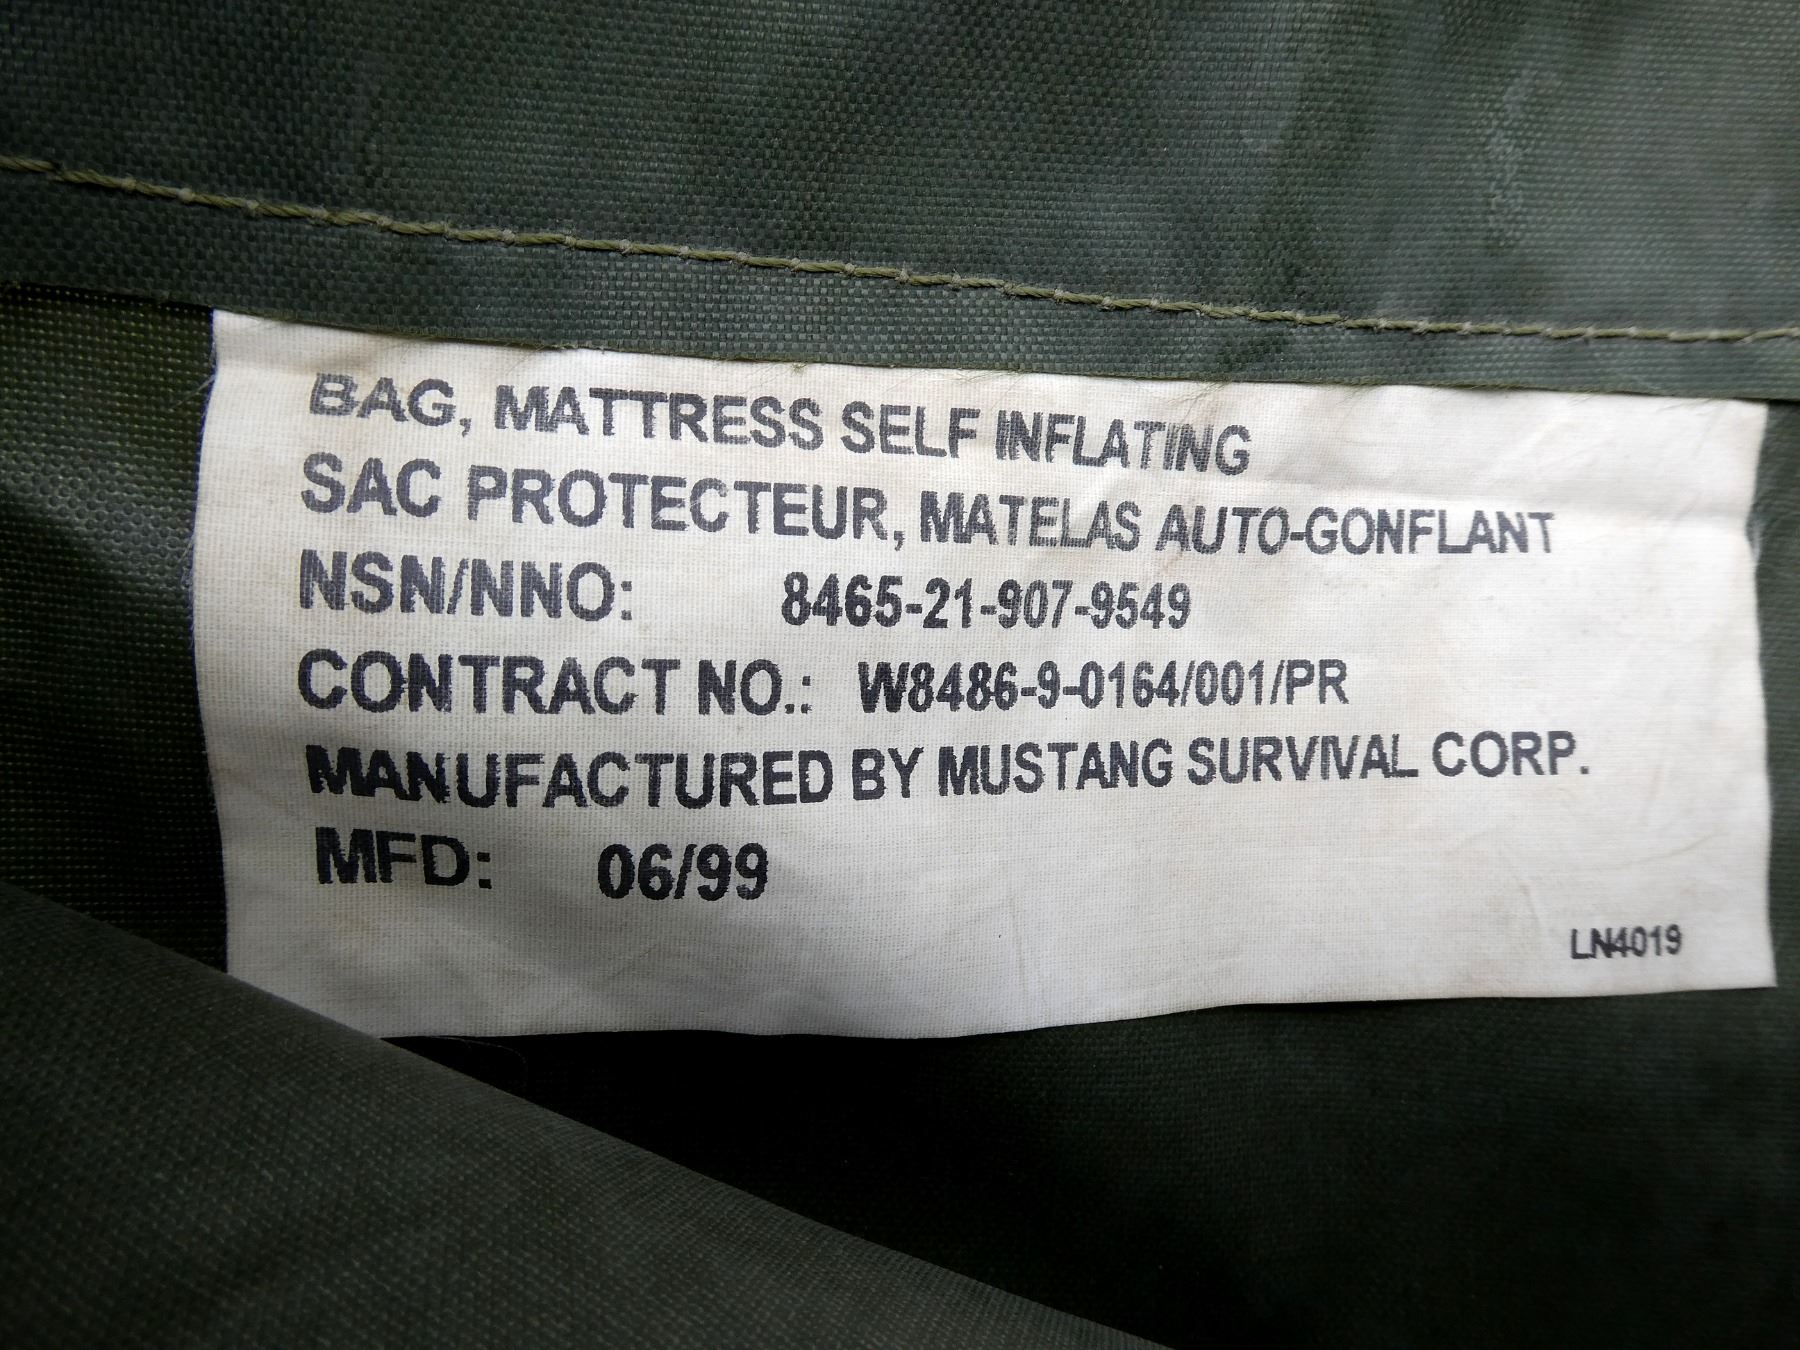 BAG, MATTRESS SELF INFLATING
SAC PROTECTEUR, MATELAS AUTO-GONFLANT
NSN/NNO: 8465-21-907-9549
CONTRACT NO.: W8486-9-0164/001/PR
MANUFACTURED BY MUSTANG SURVIVAL CORP.
MFD: 06/99
LN4019